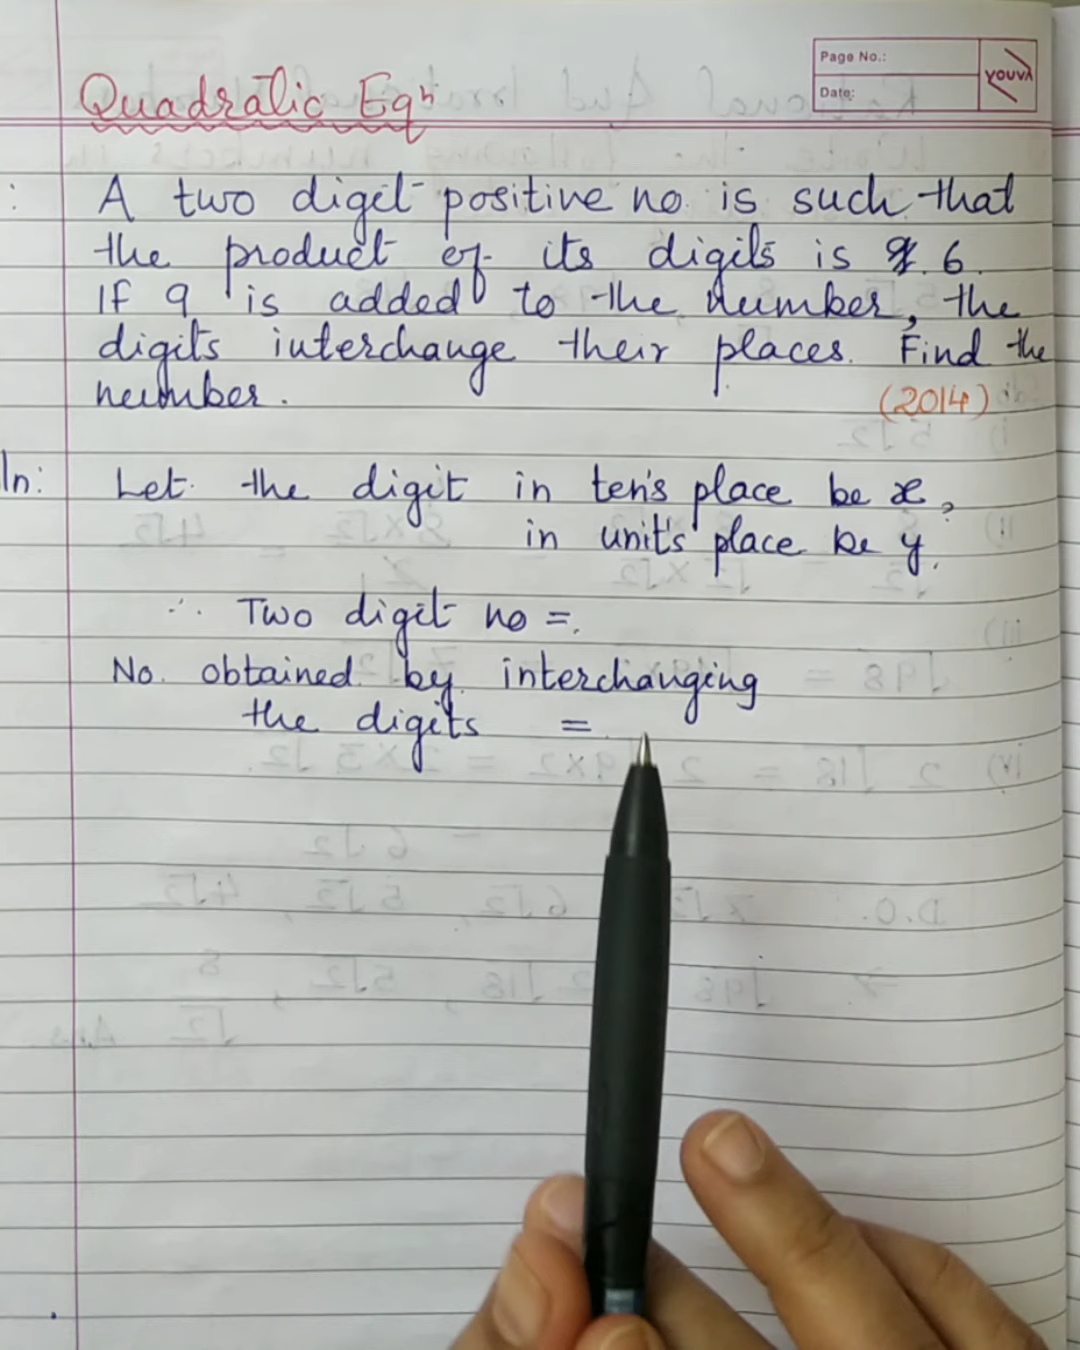 Page No.:
Date:
YOUVA
Quadratic Eqⁿ
A two digit positive no. is such that
the product of its digits is 6.
If 9 is added to the number, the
digits interchange their places. Find the
number.
(2014)
ln:
Let the digit in ten's place be x,
in unit's place be y.
∴ Two digit no =.
No. obtained by interchanging
the digits =